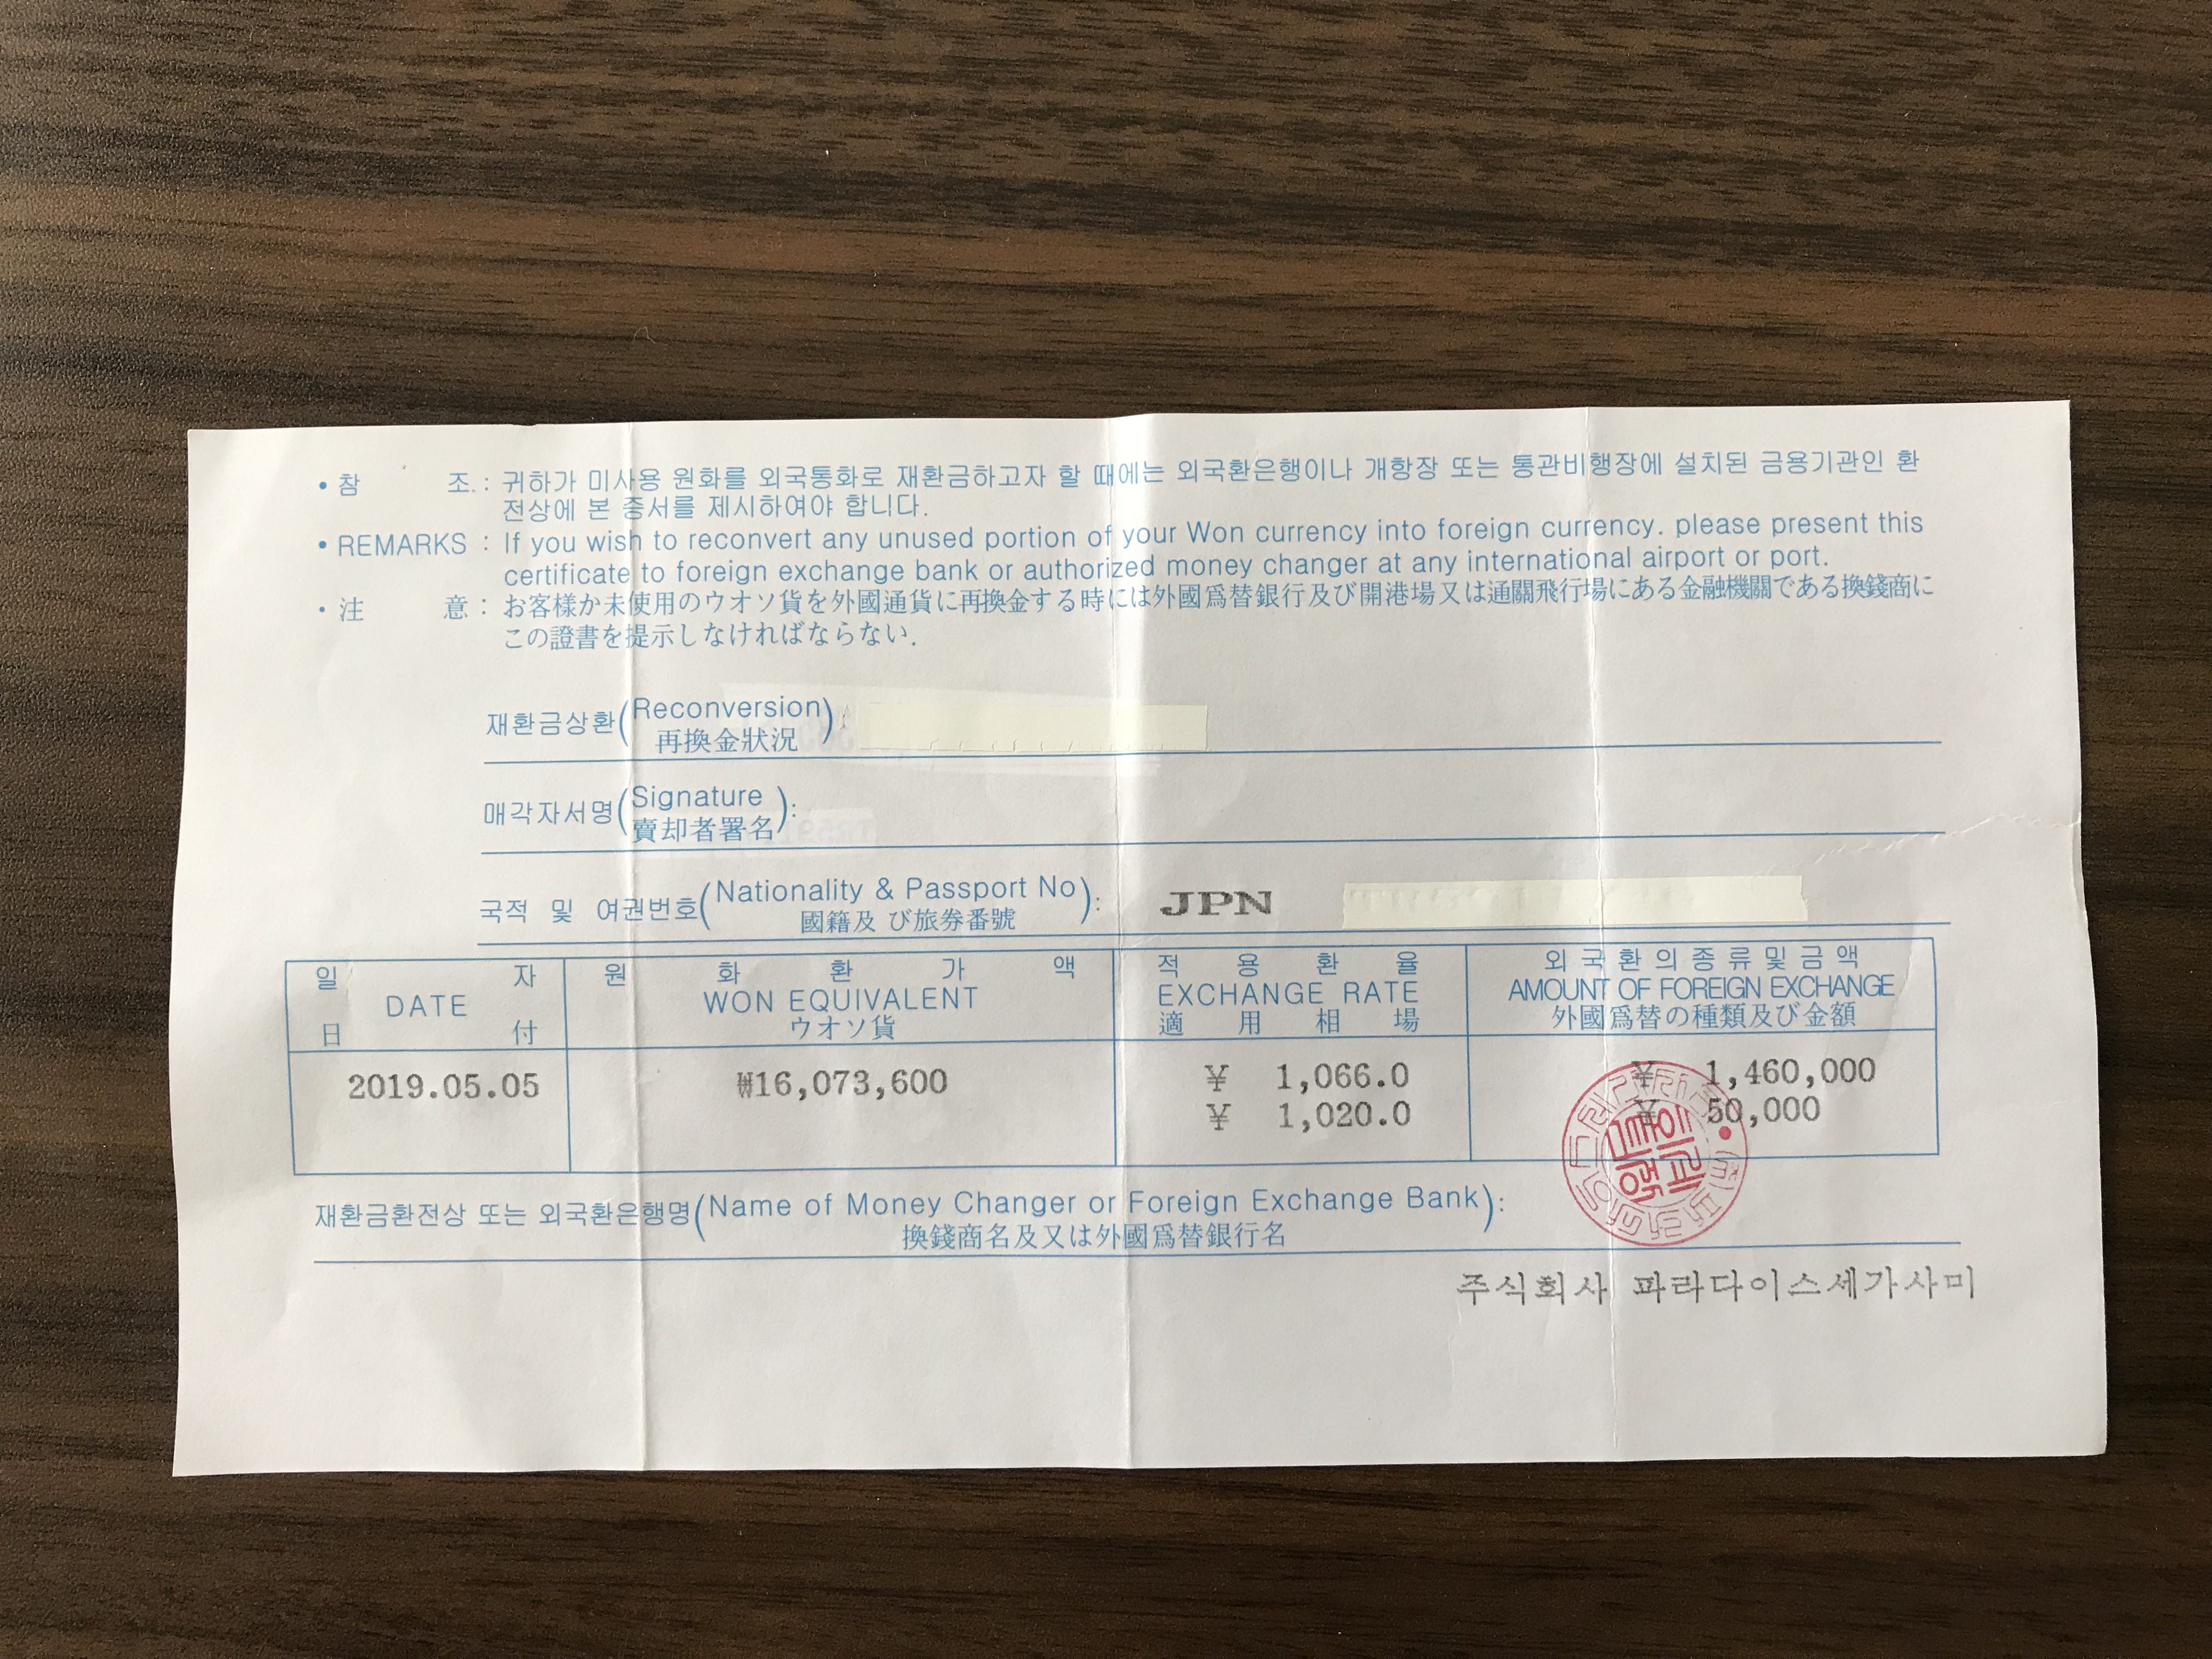 • 참 조 : 귀하가 미사용 원화를 외국통화로 재환금하고자 할 때에는 외국환은행이나 개항장 또는 통관비행장에 설치된 금융기관인 환
전상에 본 증서를 제시하여야 합니다.
• REMARKS : If you wish to reconvert any unused portion of your Won currency into foreign currency. please present this
certificate to foreign exchange bank or authorized money changer at any international airport or port.
• 注 意 : お客様か未使用のウオソ貨を外國通貨に再換金する時には外國爲替銀行及び開港場又は通關飛行場にある金融機關である換錢商に
この證書を提示しなければならない.
재환금상환(Reconversion 再換金狀況):
매각자서명(Signature 賣却者署名):
국적 및 여권번호(Nationality & Passport No 國籍及 び旅券番號): JPN
일 자 DATE 日 付
원 화 환 가 액 WON EQUIVALENT ウオソ貨
적 용 환 율 EXCHANGE RATE 適 用 相 場
외국환의종류및금액 AMOUNT OF FOREIGN EXCHANGE 外國爲替の種類及び金額
2019.05.05 ₩16,073,600 ¥ 1,066.0 ¥ 1,460,000
¥ 1,020.0 ¥ 50,000
재환금환전상 또는 외국환은행명(Name of Money Changer or Foreign Exchange Bank):
換錢商名及又は外國爲替銀行名
주식회사 파라다이스세가사미